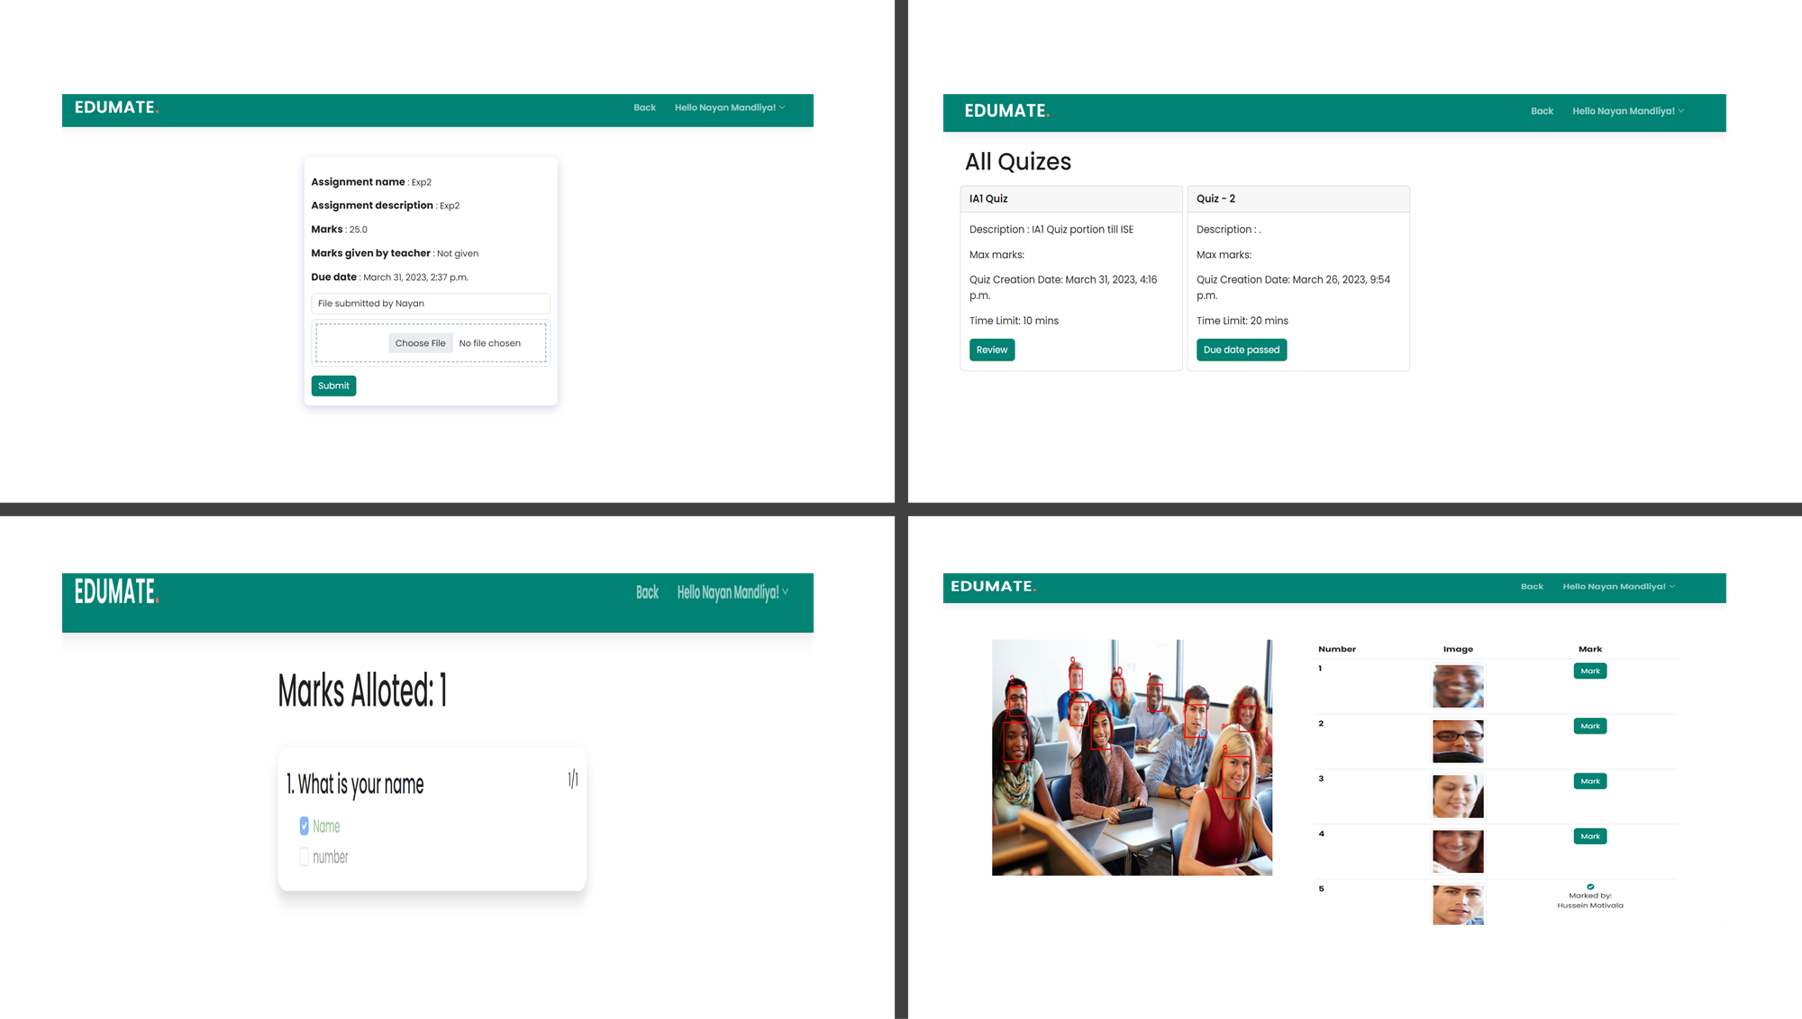 EDUMATE.
Back
Hello Nayan Mandliya!
Assignment name : Exp2
Assignment description : Exp2
Marks : 25.0
Marks given by teacher : Not given
Due date : March 31, 2023, 2:37 p.m.
File submitted by Nayan
Choose File No file chosen
Submit
EDUMATE.
Back
Hello Nayan Mandliya!
All Quizes
IA1 Quiz
Description : IA1 Quiz portion till ISE
Max marks:
Quiz Creation Date: March 31, 2023, 4:16
p.m.
Time Limit: 10 mins
Review
Quiz - 2
Description : .
Max marks:
Quiz Creation Date: March 26, 2023, 9:54
p.m.
Time Limit: 20 mins
Due date passed
EDUMATE.
Back
Hello Nayan Mandliya!
Marks Alloted: 1
1. What is your name
1/1
Name
number
EDUMATE.
Back
Hello Nayan Mandliya!
Number Image Mark
1 Mark
2 Mark
3 Mark
4 Mark
5
Marked by:
Hussein Motivala